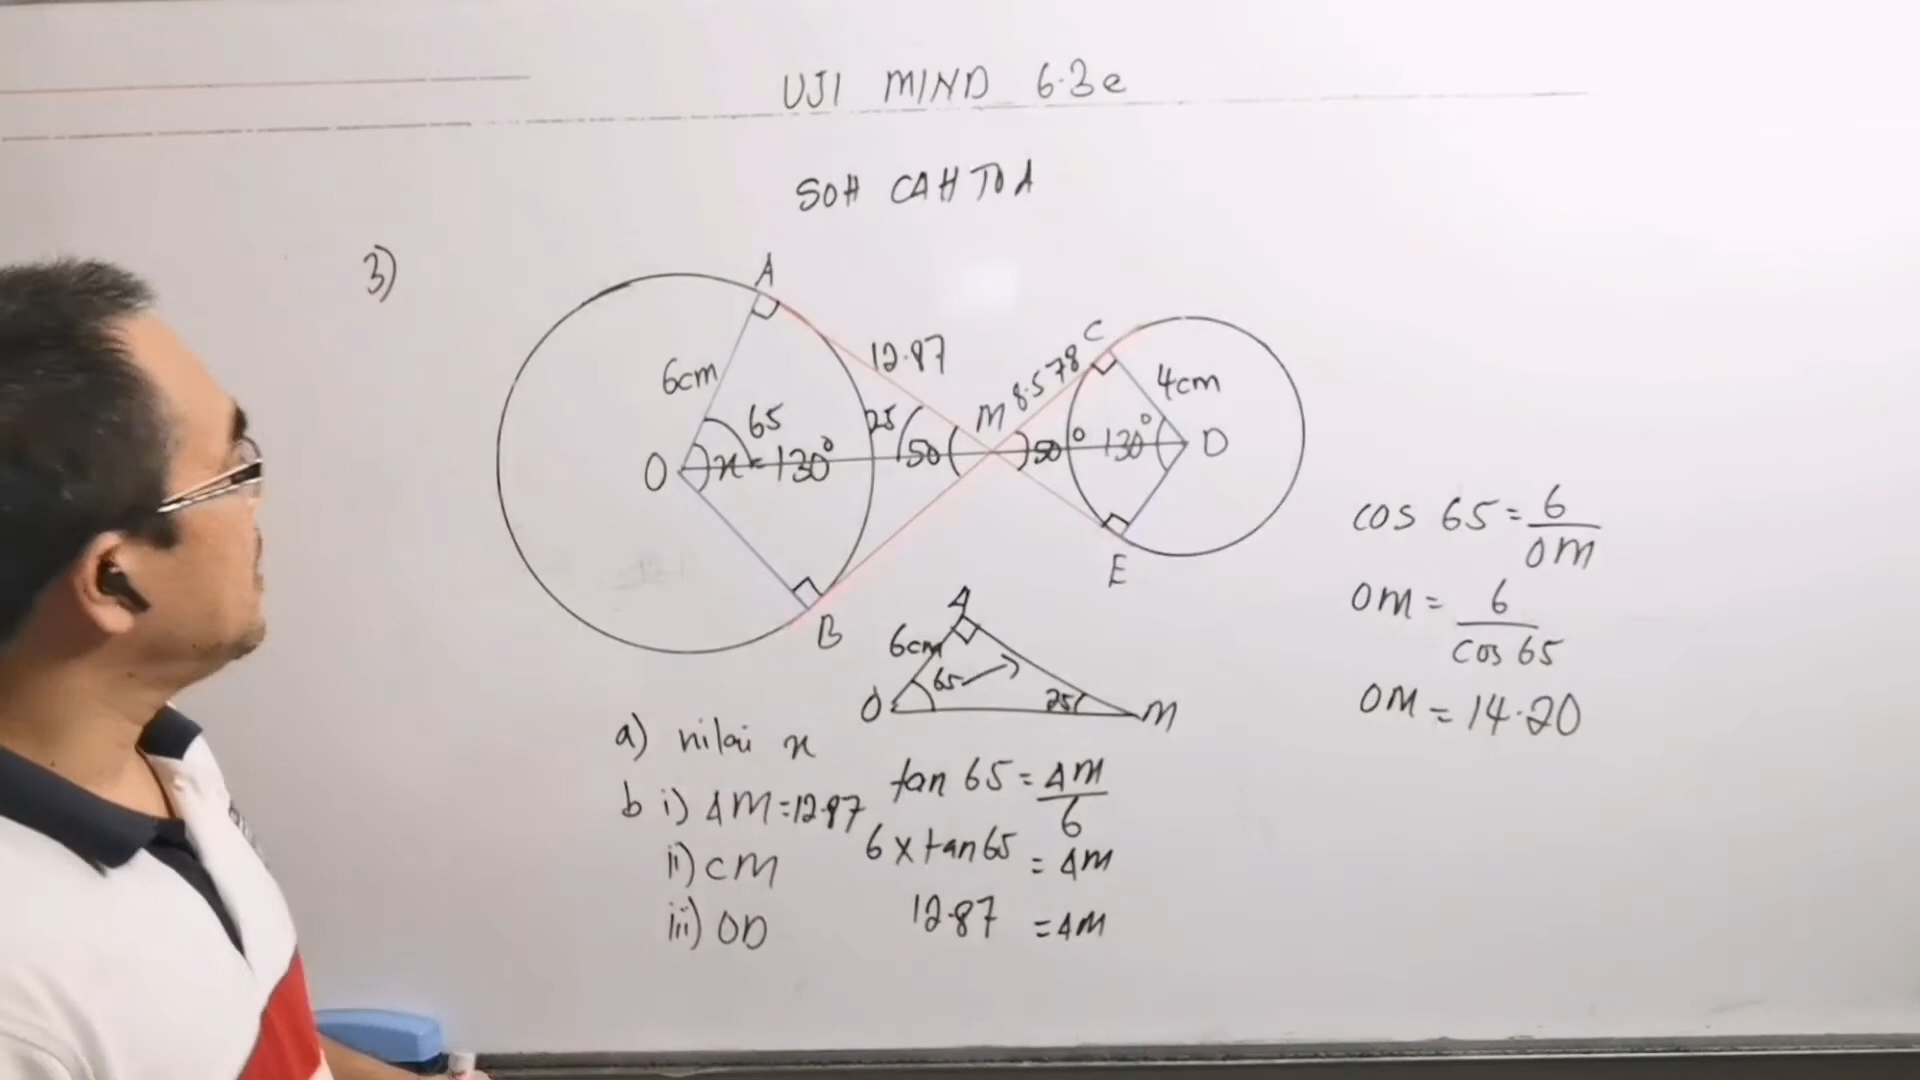 UJI MIND 6.3e
SOH CAH TOA
3)
A
6cm
12.87
65
O
x = 130°
25
50
M
8.578
C
4cm
50°
130°
D
B
E
A
6cm
65
25
O
M
a) nilai x
b i) AM = 12.87
ii) CM
iii) OD
tan 65 = AM
6
6 x tan 65 = AM
12.87 = AM
cos 65 = 6
OM
OM = 6
cos 65
OM = 14.20